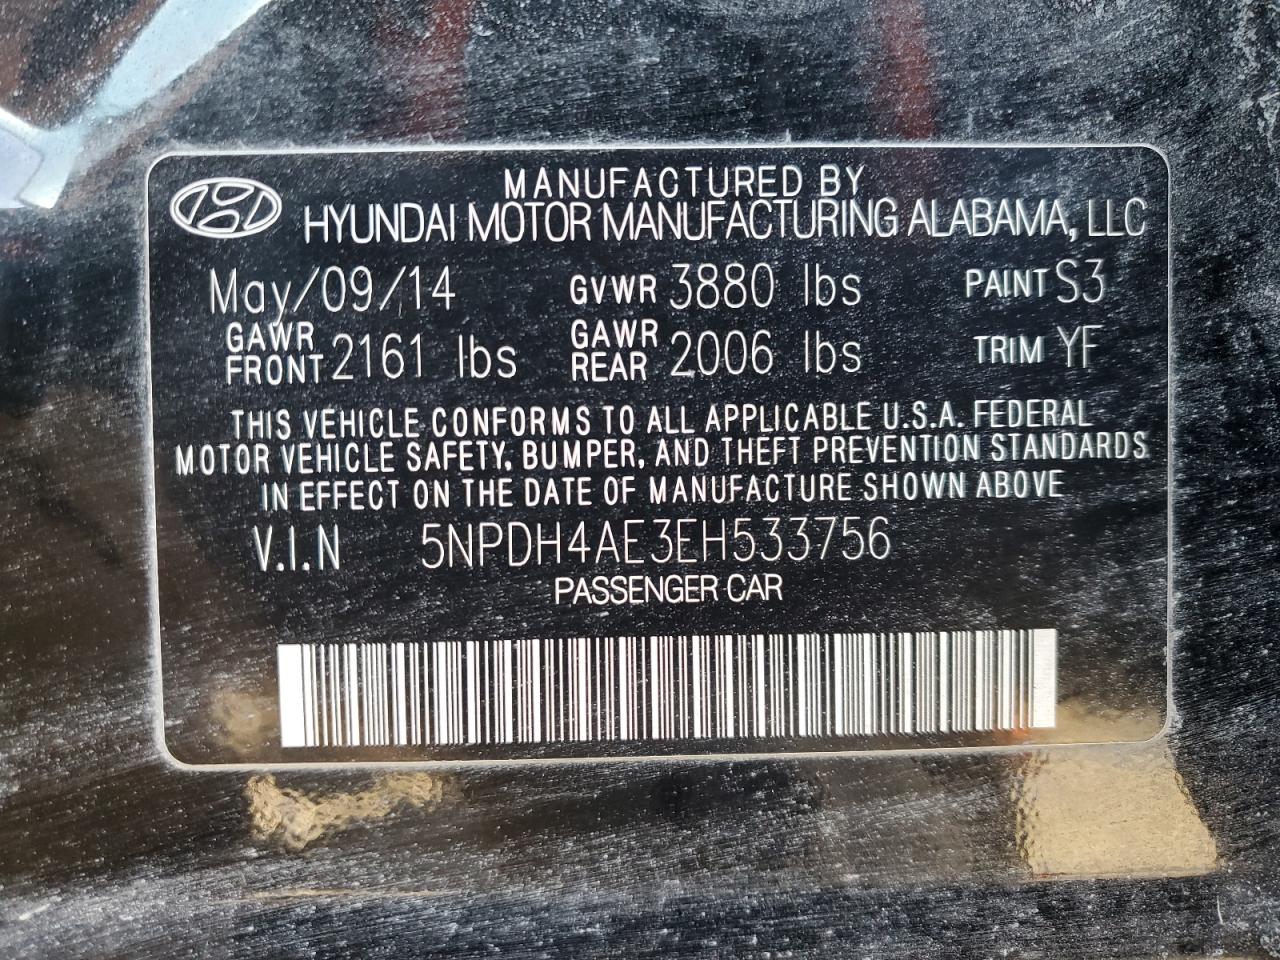 MANUFACTURED BY
HYUNDAI MOTOR MANUFACTURING ALABAMA, LLC
May/09/14 GVWR 3880 lbs PAINT S3
GAWR FRONT 2161 lbs GAWR REAR 2006 lbs TRIM YF
THIS VEHICLE CONFORMS TO ALL APPLICABLE U.S.A. FEDERAL
MOTOR VEHICLE SAFETY, BUMPER, AND THEFT PREVENTION STANDARDS
IN EFFECT ON THE DATE OF MANUFACTURE SHOWN ABOVE
V.I.N 5NPDH4AE3EH533756
PASSENGER CAR